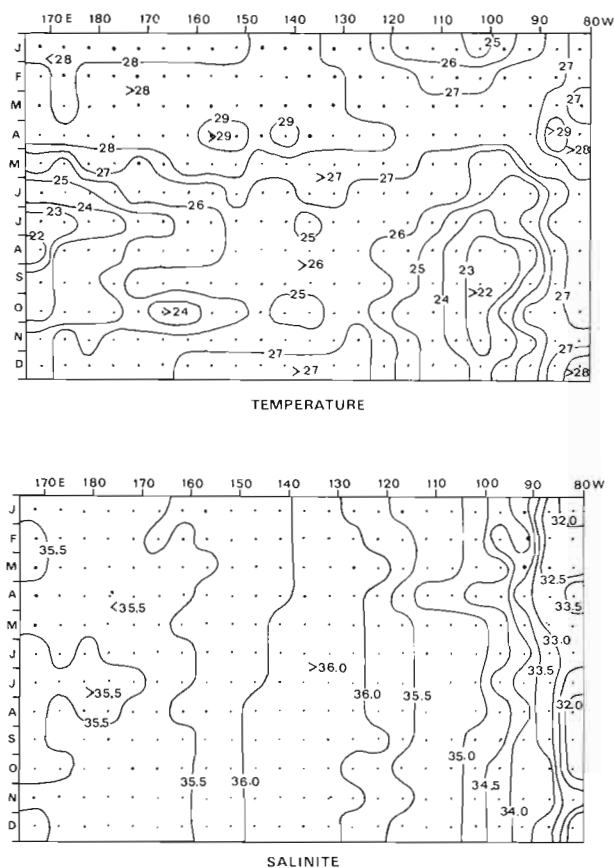 170E 180 170 160 150 140 130 120 110 100 90 80W
J <28 28 25
26 27
F >28 27
M 27
A 29 >29 29 >29
28 >28
M 27 >27 27
25
J 24 26
J 23 25 26
22
A >26 25 23
S 24 >22 27
O >24 25
N 27 27
D >27 >28
TEMPERATURE
170E 180 170 160 150 140 130 120 110 100 90 80W
J 32.0
F 35.5
M 32.5
A <35.5 33.5
M 33.0
J >36.0 33.5
J >35.5 36.0 35.5 32.0
A 35.5
S 35.0
O 35.5 36.0 34.5
N 34.0
D
SALINITE